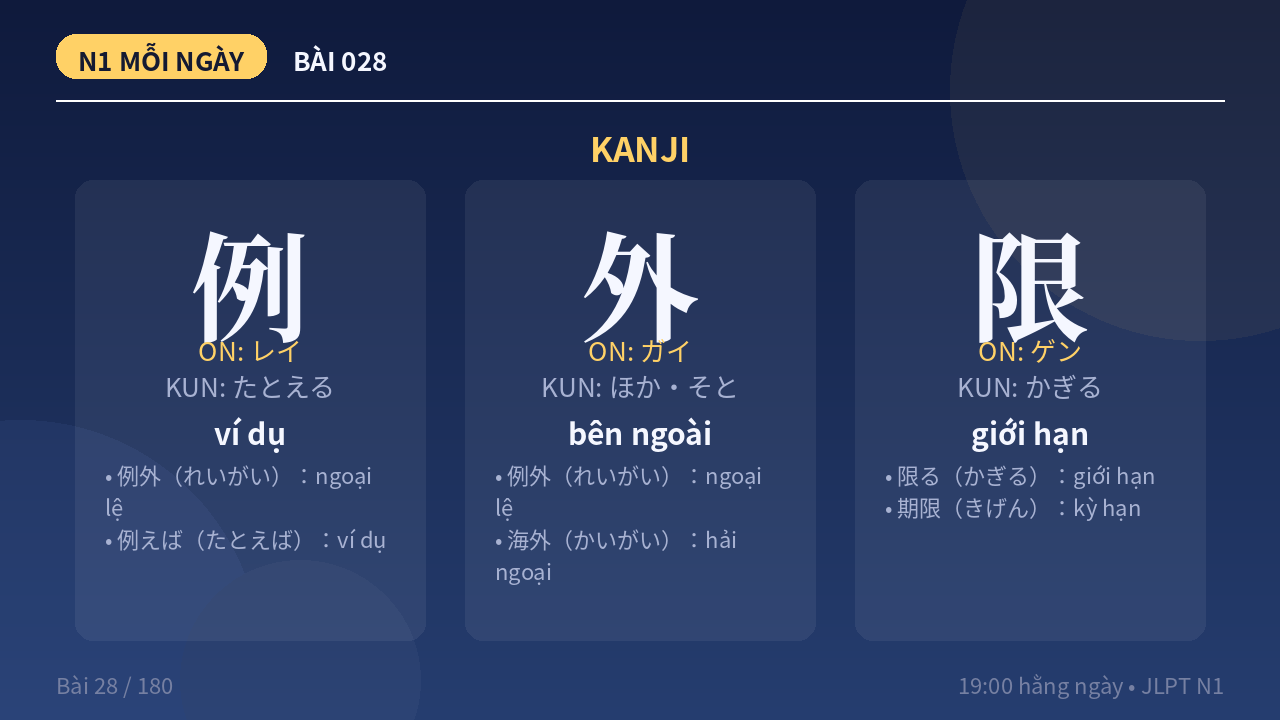 N1 MỖI NGÀY BÀI 028
KANJI
例
ON: レイ
KUN: たとえる
ví dụ
• 例外（れいがい）：ngoại
lệ
• 例えば（たとえば）：ví dụ
外
ON: ガイ
KUN: ほか・そと
bên ngoài
• 例外（れいがい）：ngoại
lệ
• 海外（かいがい）：hải
ngoại
限
ON: ゲン
KUN: かぎる
giới hạn
• 限る（かぎる）：giới hạn
• 期限（きげん）：kỳ hạn
Bài 28 / 180
19:00 hằng ngày • JLPT N1